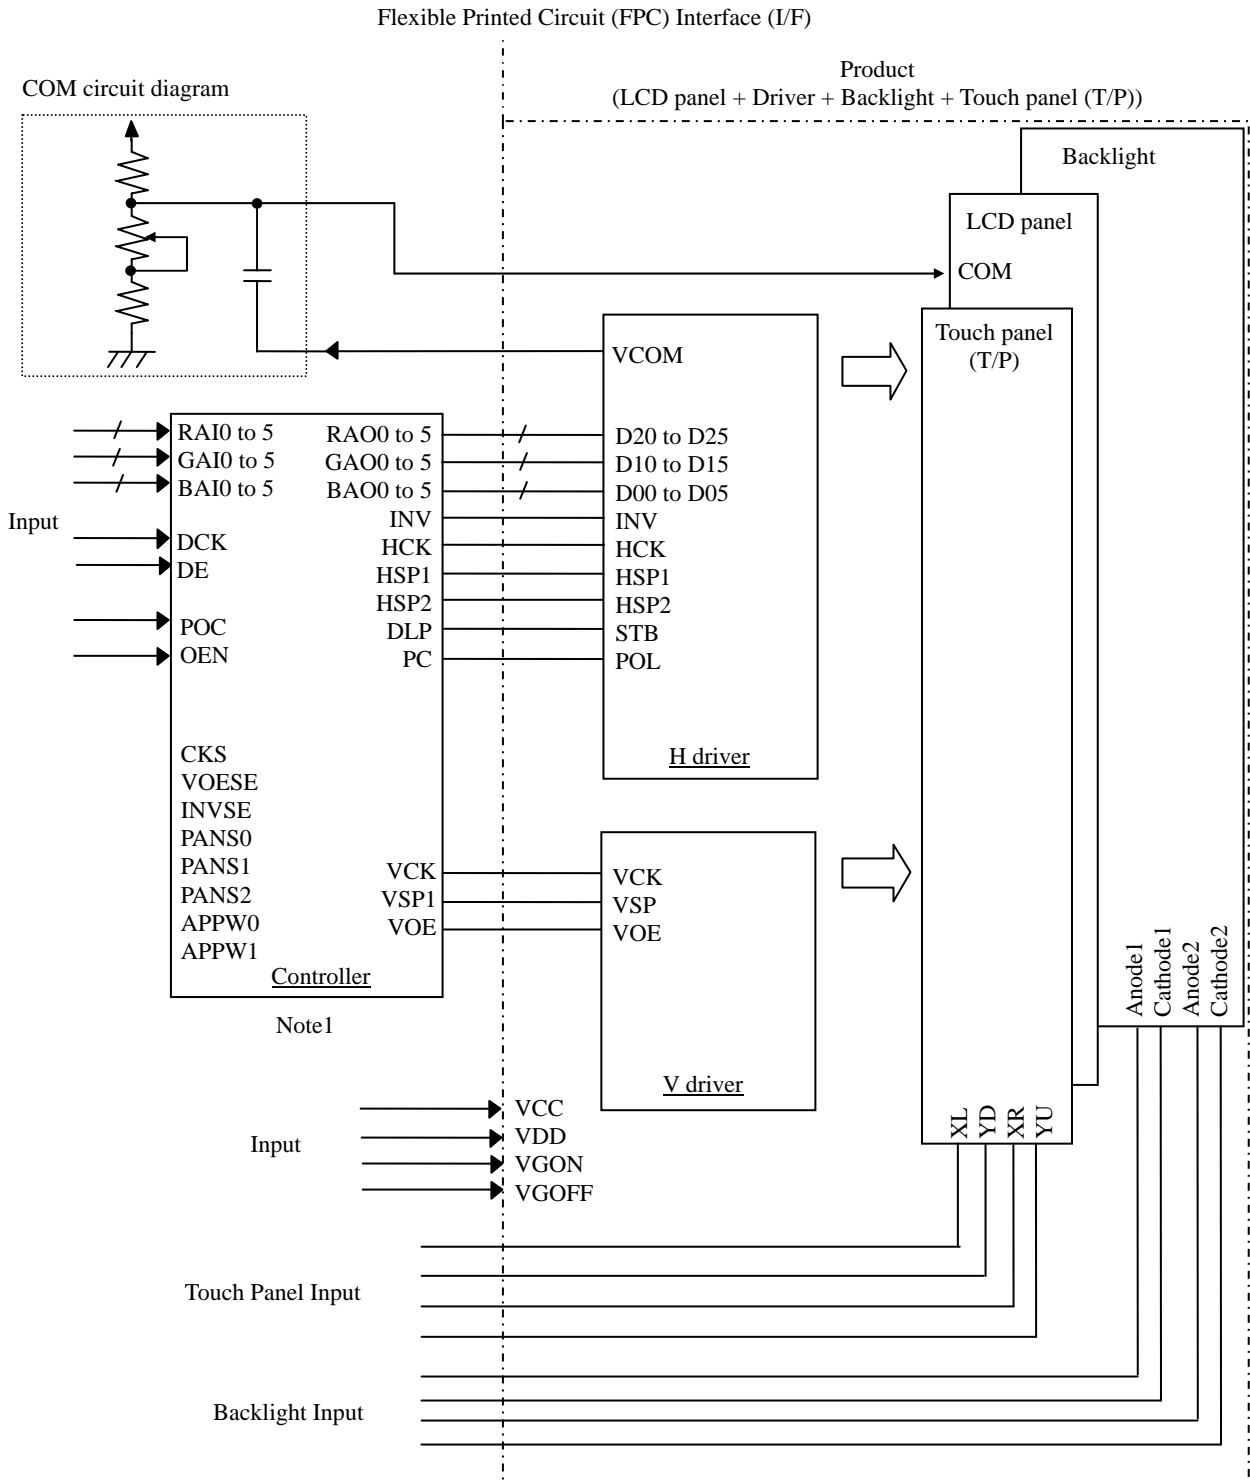 Flexible Printed Circuit (FPC) Interface (I/F)
Product
(LCD panel + Driver + Backlight + Touch panel (T/P))
COM circuit diagram
Backlight
LCD panel
COM
Touch panel
(T/P)
VCOM
RAI0 to 5
GAI0 to 5
BAI0 to 5
Input
DCK
DE
POC
OEN
CKS
VOESE
INVSE
PANS0
PANS1
PANS2
APPW0
APPW1
RAO0 to 5
GAO0 to 5
BAO0 to 5
INV
HCK
HSP1
HSP2
DLP
PC
VCK
VSP1
VOE
Controller
Note1
D20 to D25
D10 to D15
D00 to D05
INV
HCK
HSP1
HSP2
STB
POL
H driver
VCK
VSP
VOE
V driver
Anode1
Cathode1
Anode2
Cathode2
XL
YD
XR
YU
Input
VCC
VDD
VGON
VGOFF
Touch Panel Input
Backlight Input